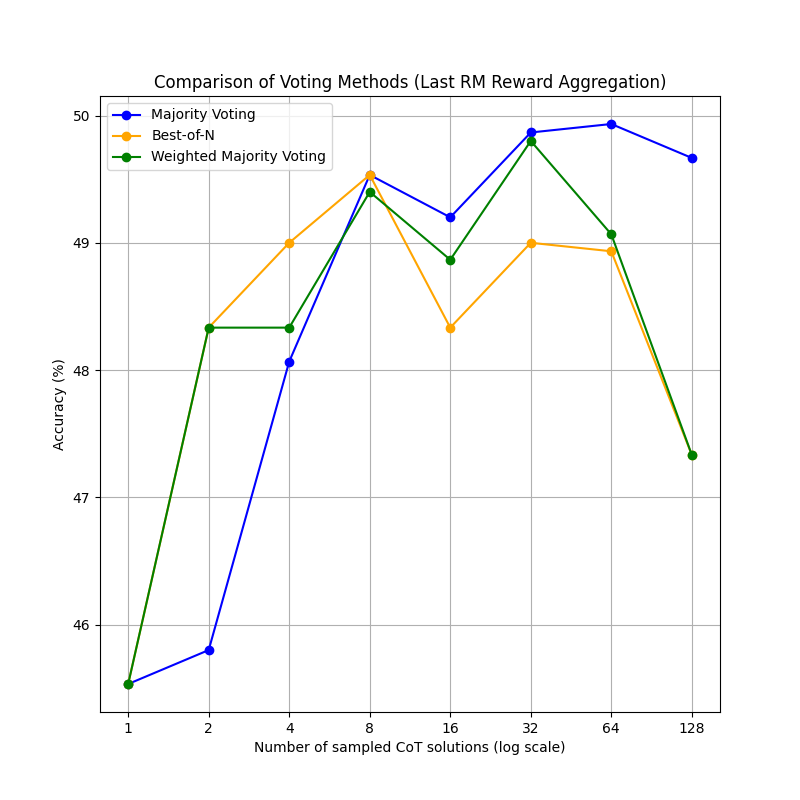 Comparison of Voting Methods (Last RM Reward Aggregation)
Majority Voting
Best-of-N
Weighted Majority Voting
50
49
48
47
46
Accuracy (%)
1 2 4 8 16 32 64 128
Number of sampled CoT solutions (log scale)